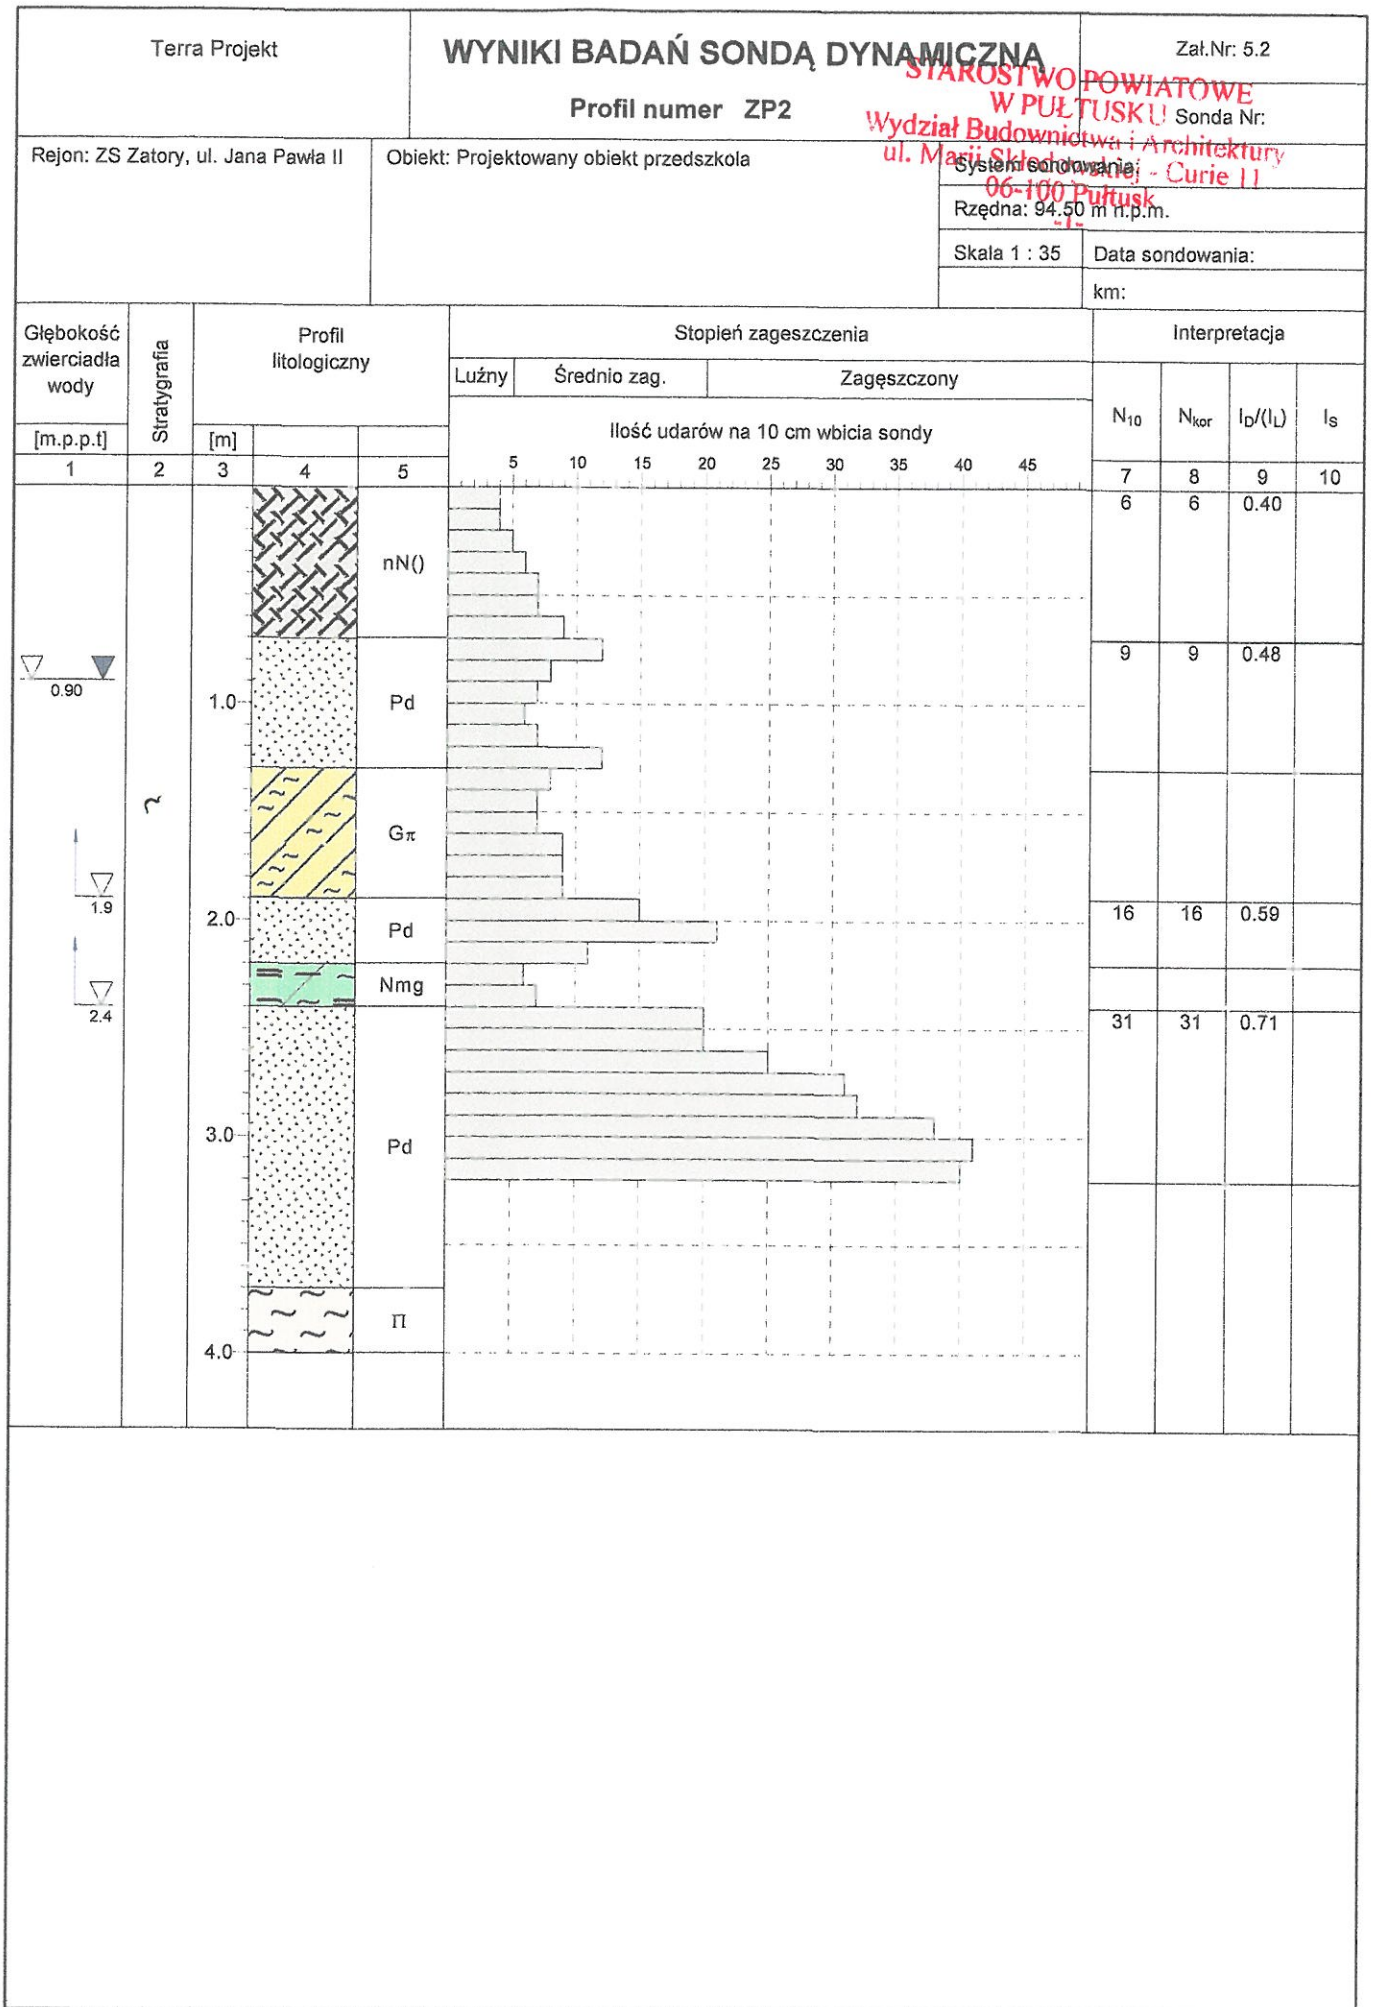 Terra Projekt
WYNIKI BADAŃ SONDĄ DYNAMICZNĄ
Profil numer ZP2
Zał.Nr: 5.2
Sonda Nr:
STAROSTWO POWIATOWE
W PUŁTUSKU
Wydział Budownictwa i Architektury
ul. Marii Skłodowskiej - Curie 11
06-100 Pułtusk
-1-
Rejon: ZS Zatory, ul. Jana Pawła II
Obiekt: Projektowany obiekt przedszkola
System sondowania:
Rzędna: 94.50 m n.p.m.
Skala 1 : 35
Data sondowania:
km:
Głębokość
zwierciadła
wody
[m.p.p.t]
Stratygrafia
Profil
litologiczny
[m]
Stopień zagęszczenia
Luźny
Średnio zag.
Zagęszczony
Ilość udarów na 10 cm wbicia sondy
5 10 15 20 25 30 35 40 45
Interpretacja
N10
Nkor
ID/(IL)
IS
1 2 3 4 5 7 8 9 10
nN()
6 6 0.40
0.90
1.0
Pd
9 9 0.48
Gπ
~
1.9
2.0
Pd
16 16 0.59
Nmg
2.4
31 31 0.71
3.0
Pd
Π
4.0